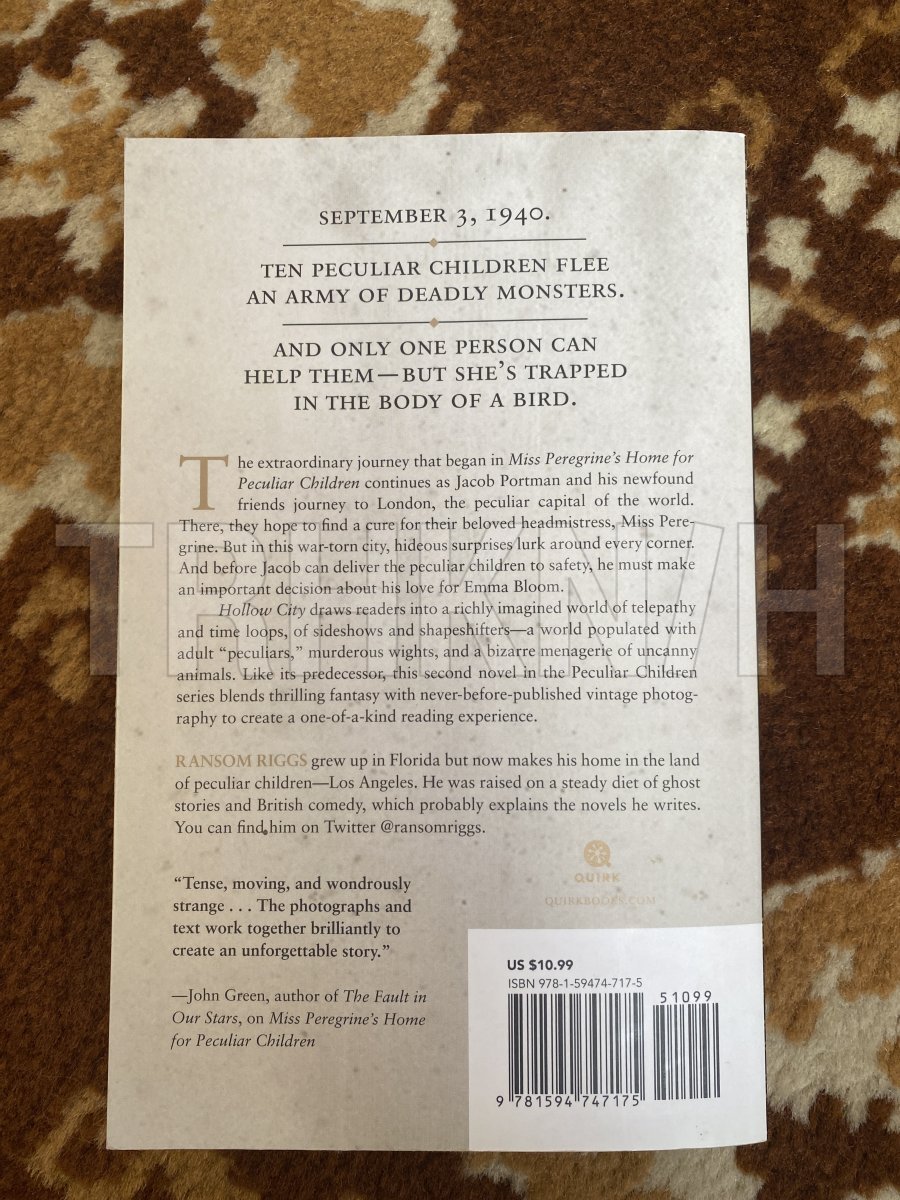 SEPTEMBER 3, 1940.
TEN PECULIAR CHILDREN FLEE
AN ARMY OF DEADLY MONSTERS.
AND ONLY ONE PERSON CAN
HELP THEM—BUT SHE'S TRAPPED
IN THE BODY OF A BIRD.
The extraordinary journey that began in Miss Peregrine's Home for
Peculiar Children continues as Jacob Portman and his newfound
friends journey to London, the peculiar capital of the world.
There, they hope to find a cure for their beloved headmistress, Miss Pere-
grine. But in this war-torn city, hideous surprises lurk around every corner.
And before Jacob can deliver the peculiar children to safety, he must make
an important decision about his love for Emma Bloom.
Hollow City draws readers into a richly imagined world of telepathy
and time loops, of sideshows and shapeshifters—a world populated with
adult "peculiars," murderous wights, and a bizarre menagerie of uncanny
animals. Like its predecessor, this second novel in the Peculiar Children
series blends thrilling fantasy with never-before-published vintage photog-
raphy to create a one-of-a-kind reading experience.
RANSOM RIGGS grew up in Florida but now makes his home in the land
of peculiar children—Los Angeles. He was raised on a steady diet of ghost
stories and British comedy, which probably explains the novels he writes.
You can find him on Twitter @ransomriggs.
QUIRK
QUIRKBOOKS.COM
"Tense, moving, and wondrously
strange . . . The photographs and
text work together brilliantly to
create an unforgettable story."
—John Green, author of The Fault in
Our Stars, on Miss Peregrine's Home
for Peculiar Children
US $10.99
ISBN 978-1-59474-717-5
51099
9 781594 747175